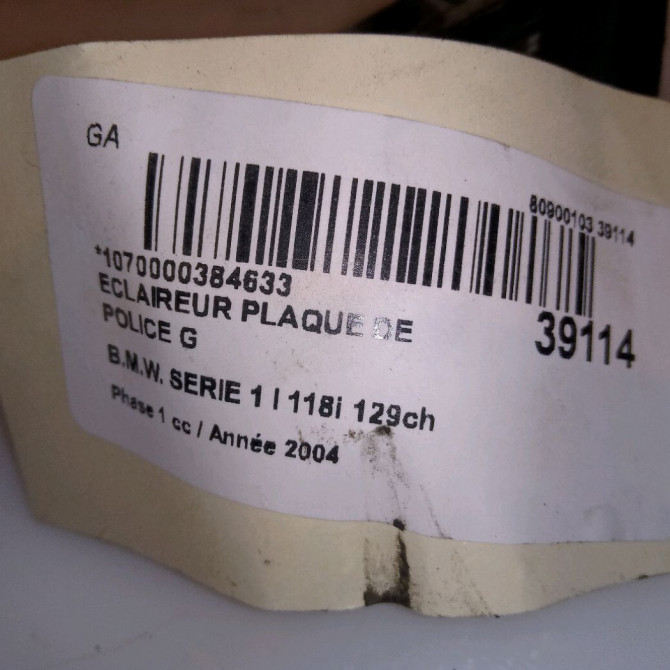 GA
80900103 39114
*1070000384633
ECLAIREUR PLAQUE DE
POLICE G
39114
B.M.W. SERIE 1 I 118i 129ch
Phase 1 cc / Année 2004